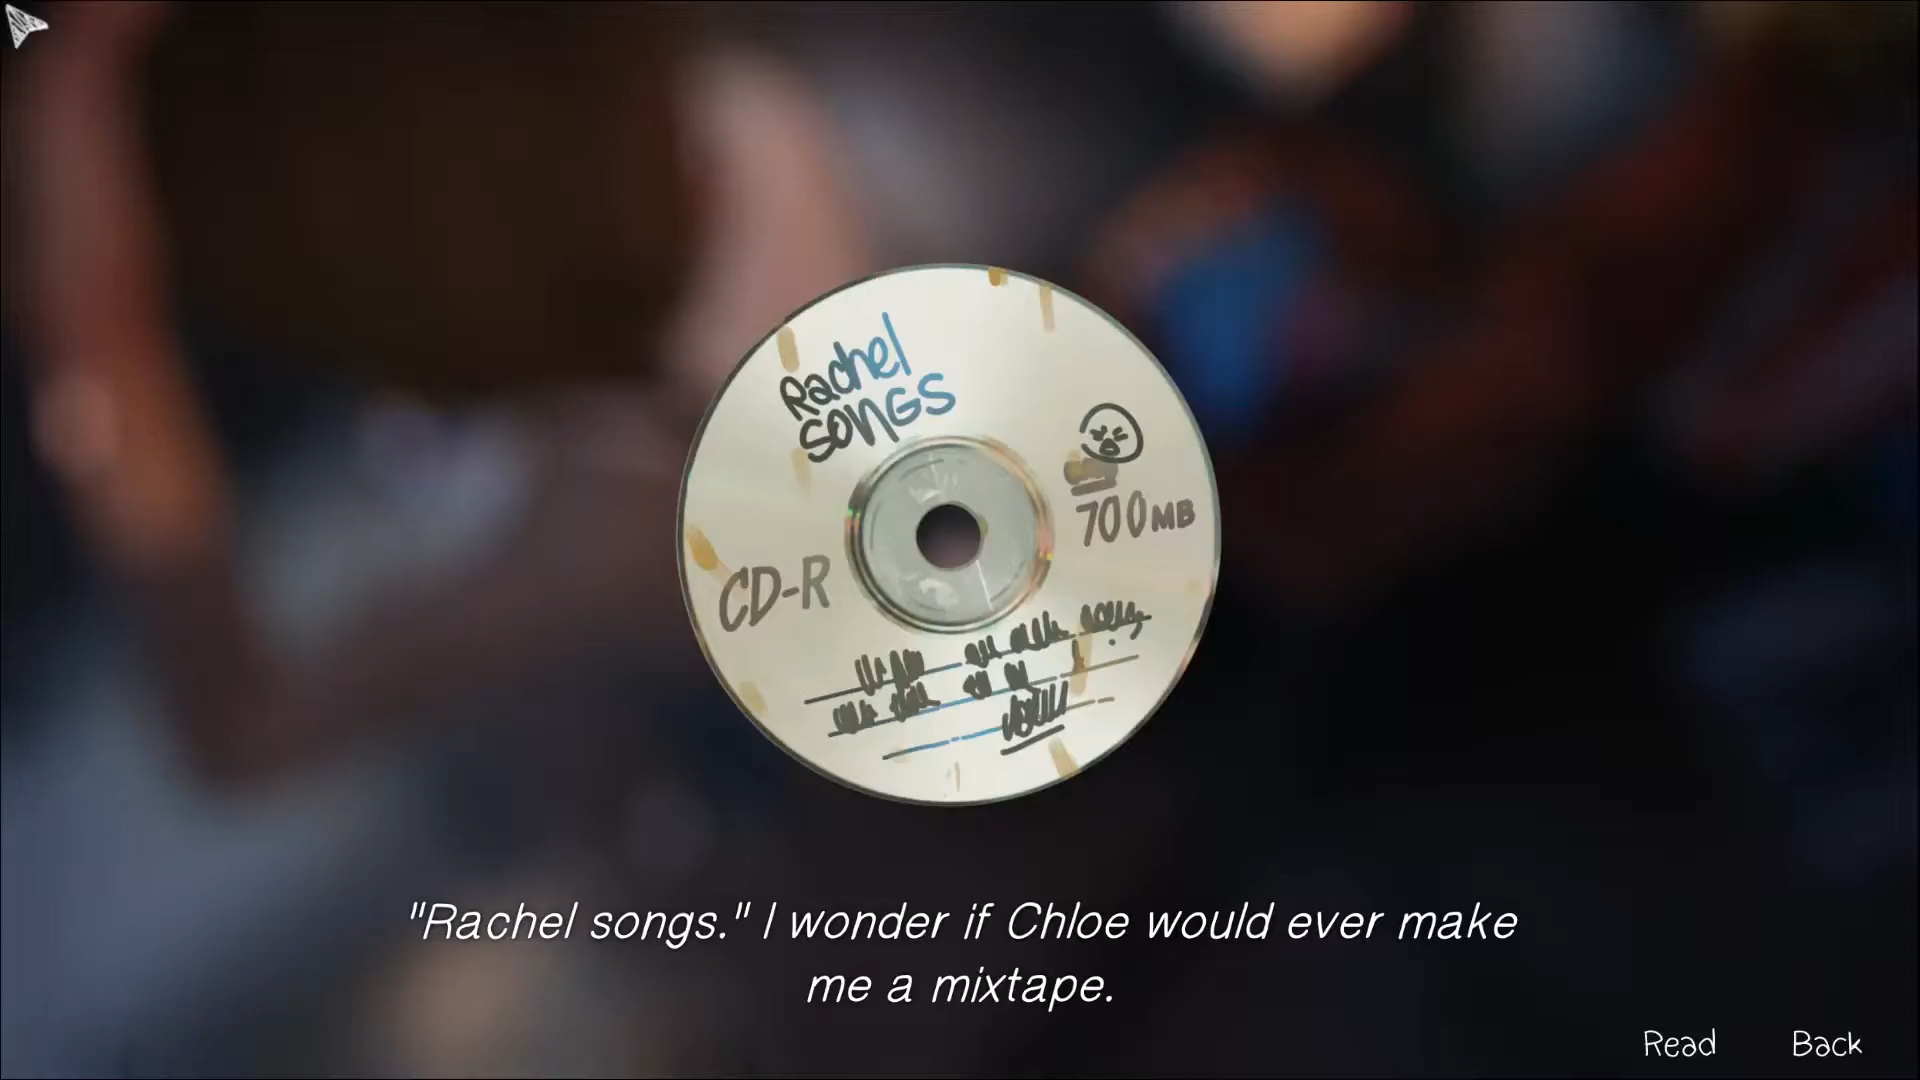 Rachel
SONGS
700MB
CD-R
"Rachel songs." I wonder if Chloe would ever make
me a mixtape.
Read Back